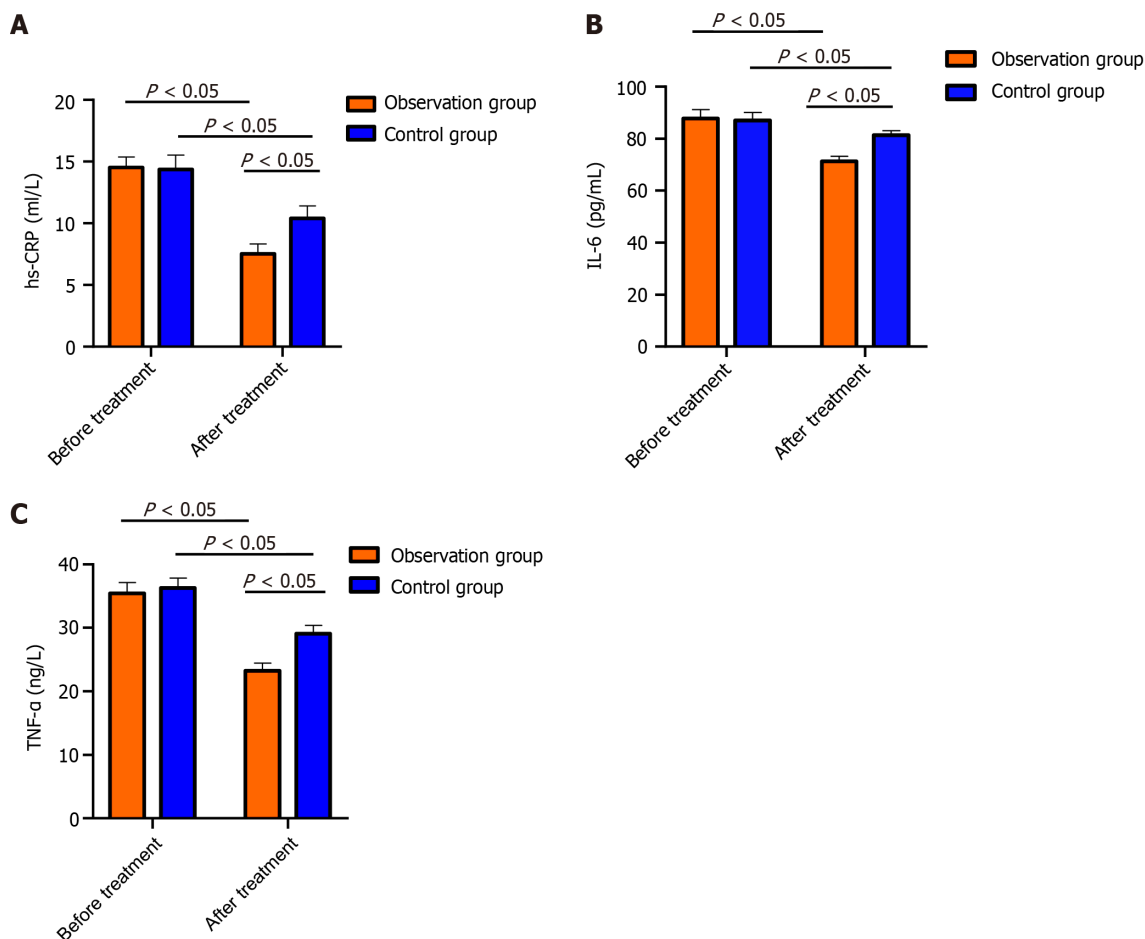 A
P < 0.05
P < 0.05
P < 0.05
Observation group
Control group
20
15
10
5
0
hs-CRP (ml/L)
Before treatment
After treatment
B
P < 0.05
P < 0.05
P < 0.05
Observation group
Control group
100
80
60
40
20
0
IL-6 (pg/mL)
Before treatment
After treatment
C
P < 0.05
P < 0.05
P < 0.05
Observation group
Control group
40
30
20
10
0
TNF-α (ng/L)
Before treatment
After treatment